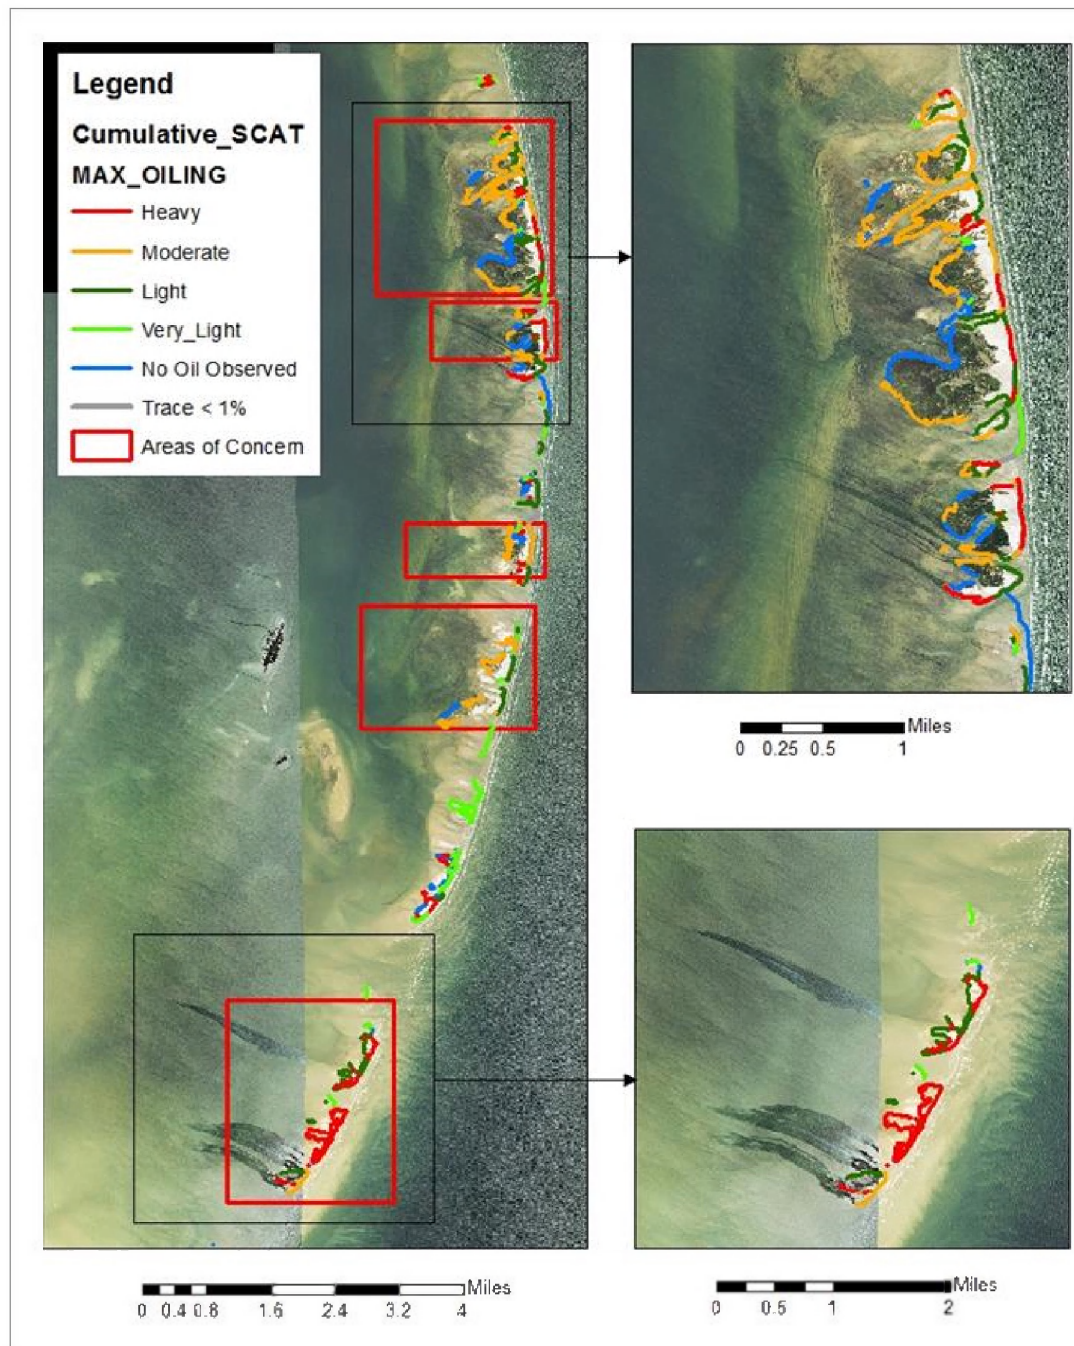 Legend
Cumulative_SCAT
MAX_OILING
Heavy
Moderate
Light
Very_Light
No Oil Observed
Trace < 1%
Areas of Concern
Miles
0 0.25 0.5 1
Miles
0 0.4 0.8 1.6 2.4 3.2 4
Miles
0 0.5 1 2